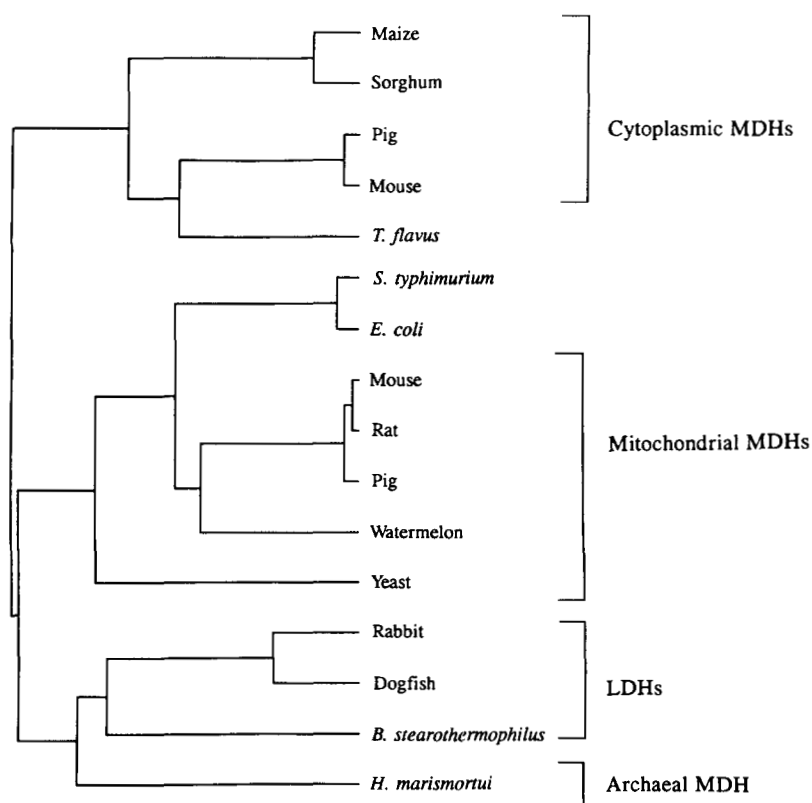 Maize
Sorghum
Pig
Mouse
Cytoplasmic MDHs
T. flavus
S. typhimurium
E. coli
Mouse
Rat
Pig
Mitochondrial MDHs
Watermelon
Yeast
Rabbit
Dogfish
LDHs
B. stearothermophilus
H. marismortui
Archaeal MDH